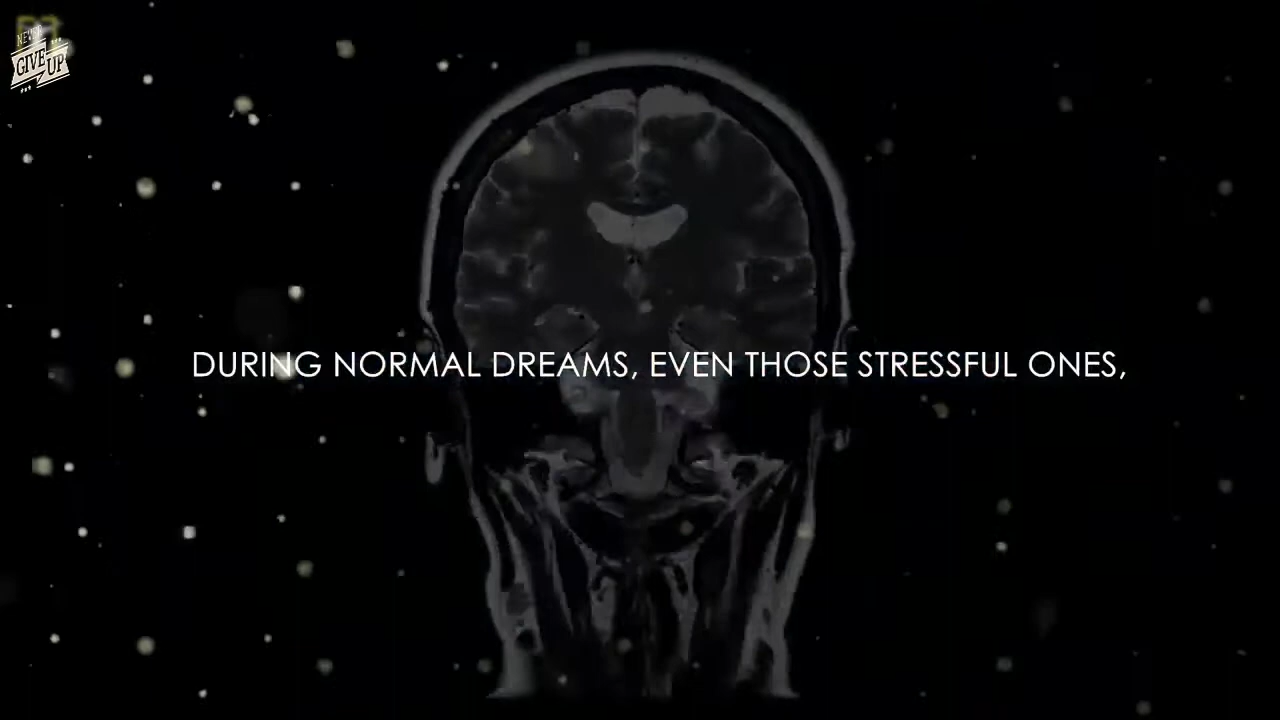 NEVER
GIVE UP
DURING NORMAL DREAMS, EVEN THOSE STRESSFUL ONES,